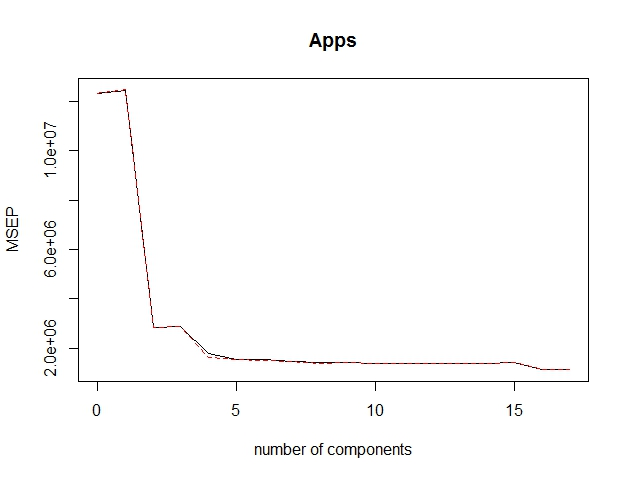 Apps
MSEP
1.0e+07
6.0e+06
2.0e+06
0 5 10 15
number of components